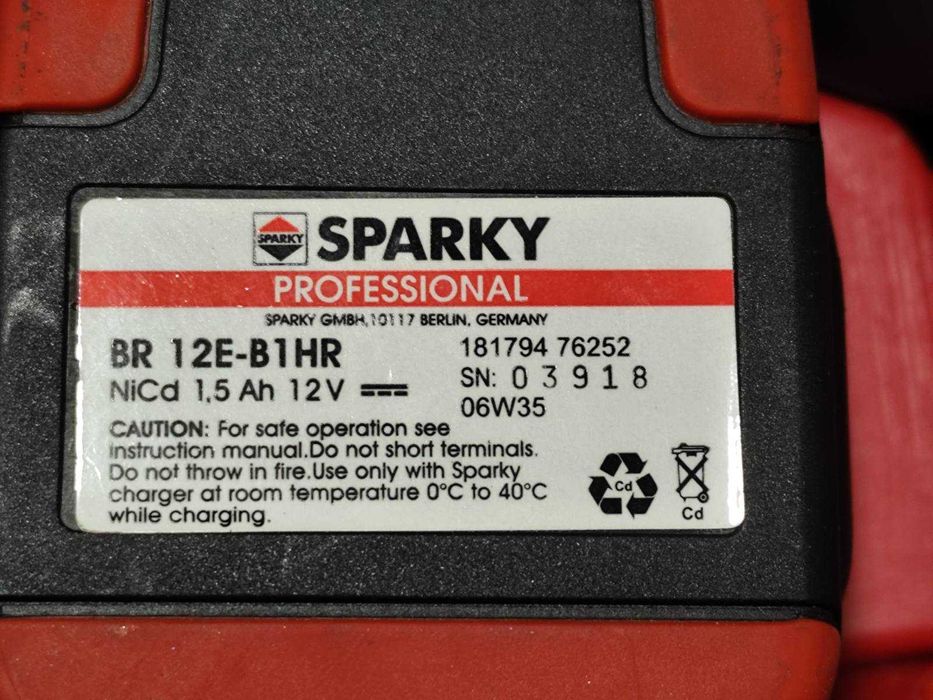 SPARKY
SPARKY
PROFESSIONAL
SPARKY GMBH, 10117 BERLIN, GERMANY
BR 12E-B1HR
NiCd 1,5 Ah 12V
181794 76252
SN: 03918
06W35
CAUTION: For safe operation see
instruction manual.Do not short terminals.
Do not throw in fire.Use only with Sparky
charger at room temperature 0°C to 40°C
while charging.
Cd
Cd